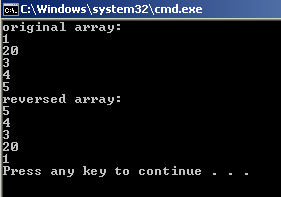 C:\Windows\system32\cmd.exe
original array:
1
20
3
4
5
reversed array:
5
4
3
20
1
Press any key to continue . . .